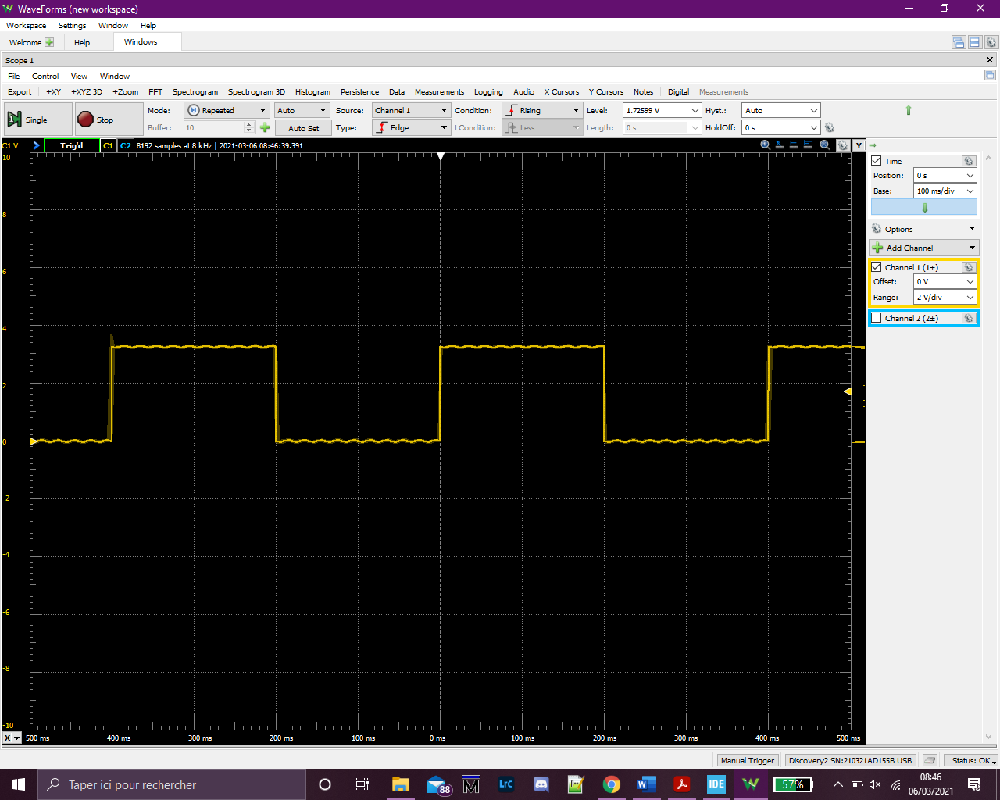 WaveForms (new workspace)
Workspace Settings Window Help
Welcome Help Windows
Scope 1
File Control View Window
Export +XY +XYZ 3D +Zoom FFT Spectrogram Spectrogram 3D Histogram Persistence Data Measurements Logging Audio X Cursors Y Cursors Notes Digital Measurements
Single Stop Mode: Repeated Auto Source: Channel 1 Condition: Rising Level: 1.72599 V Hyst.: Auto
Buffer: 10 Auto Set Type: Edge LCondition: Less Length: 0 s HoldOff: 0 s
C1 V Trig'd C1 C2 8192 samples at 8 kHz | 2021-03-06 08:46:39.391 Y
10
8
6
4
2
0
-2
-4
-6
-8
-10
X -500 ms -400 ms -300 ms -200 ms -100 ms 0 ms 100 ms 200 ms 300 ms 400 ms 500 ms
Time
Position: 0 s
Base: 100 ms/div
Options
Add Channel
Channel 1 (1±)
Offset: 0 V
Range: 2 V/div
Channel 2 (2±)
Manual Trigger Discovery2 SN:210321AD155B USB Status: OK
Taper ici pour rechercher 88 M Lrc IDE 57% 08:46
06/03/2021